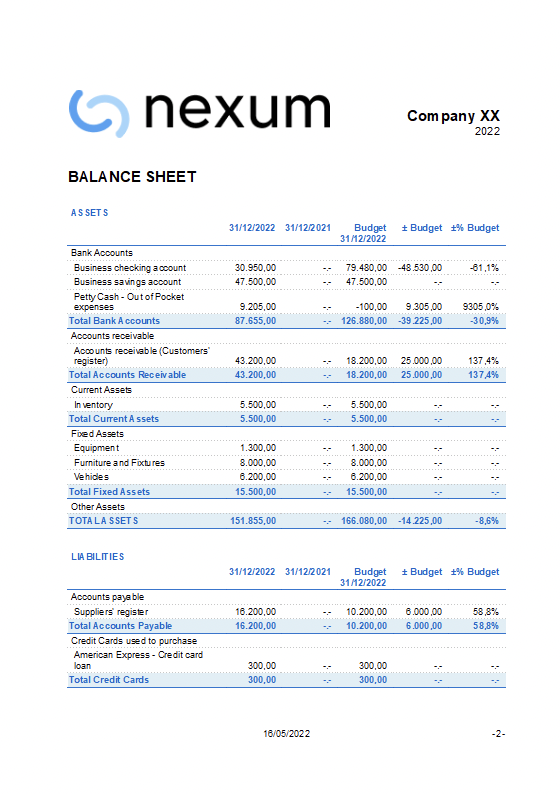 nexum
Company XX
2022
BALANCE SHEET
ASSETS
31/12/2022 31/12/2021 Budget ± Budget ±% Budget
31/12/2022
Bank Accounts
Business checking account 30.950,00 -.- 79.480,00 -48.530,00 -61,1%
Business savings account 47.500,00 -.- 47.500,00 -.- -.-
Petty Cash - Out of Pocket
expenses 9.205,00 -.- -100,00 9.305,00 9305,0%
Total Bank Accounts 87.655,00 -.- 126.880,00 -39.225,00 -30,9%
Accounts receivable
Accounts receivable (Customers'
register) 43.200,00 -.- 18.200,00 25.000,00 137,4%
Total Accounts Receivable 43.200,00 -.- 18.200,00 25.000,00 137,4%
Current Assets
Inventory 5.500,00 -.- 5.500,00 -.- -.-
Total Current Assets 5.500,00 -.- 5.500,00 -.- -.-
Fixed Assets
Equipment 1.300,00 -.- 1.300,00 -.- -.-
Furniture and Fixtures 8.000,00 -.- 8.000,00 -.- -.-
Vehicles 6.200,00 -.- 6.200,00 -.- -.-
Total Fixed Assets 15.500,00 -.- 15.500,00 -.- -.-
Other Assets
TOTAL ASSETS 151.855,00 -.- 166.080,00 -14.225,00 -8,6%
LIABILITIES
31/12/2022 31/12/2021 Budget ± Budget ±% Budget
31/12/2022
Accounts payable
Suppliers' register 16.200,00 -.- 10.200,00 6.000,00 58,8%
Total Accounts Payable 16.200,00 -.- 10.200,00 6.000,00 58,8%
Credit Cards used to purchase
American Express - Credit card
loan 300,00 -.- 300,00 -.- -.-
Total Credit Cards 300,00 -.- 300,00 -.- -.-
16/05/2022 -2-